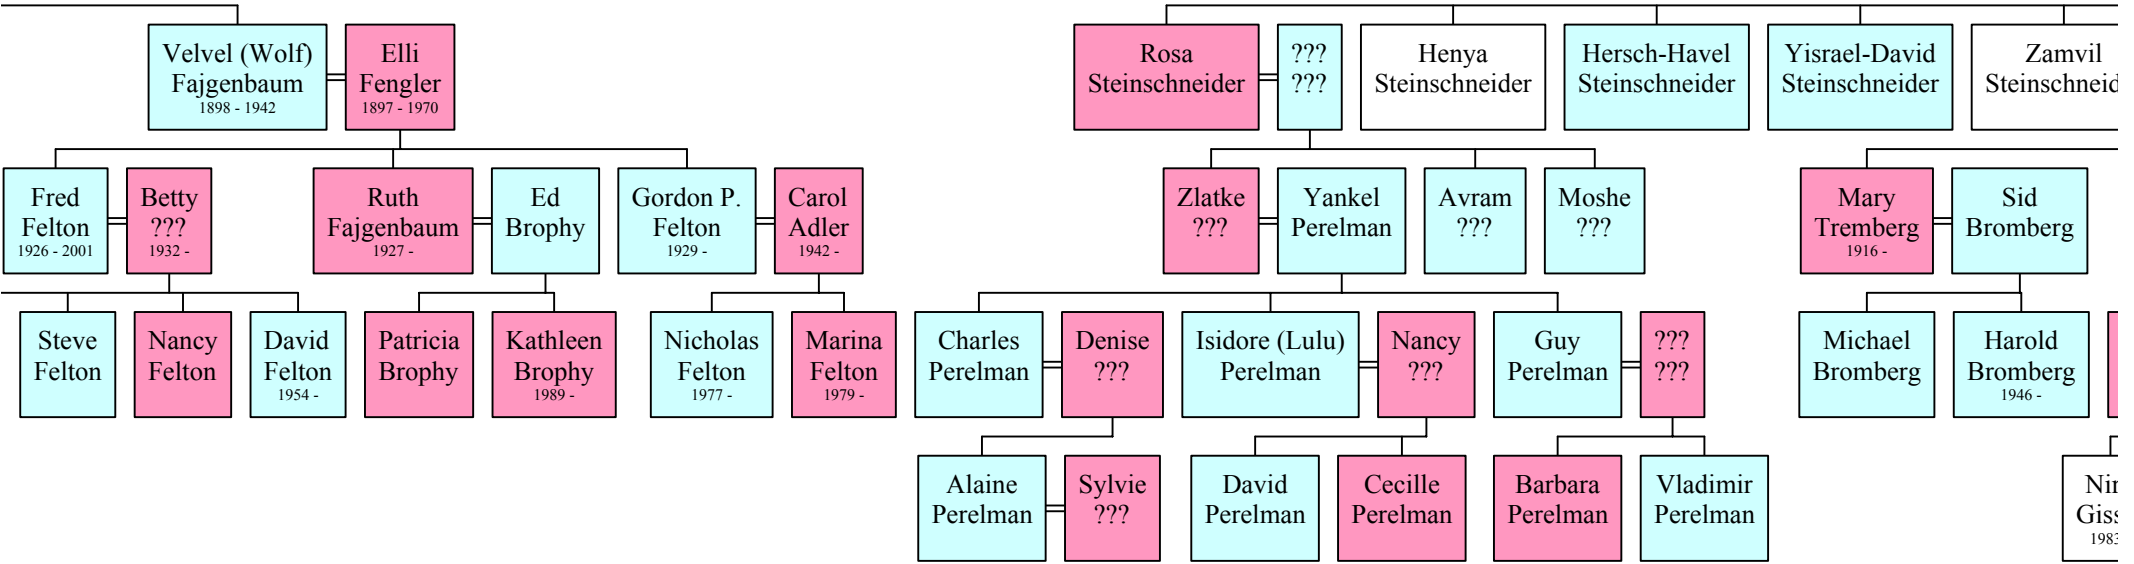 Velvel (Wolf)
Fajgenbaum
1898 - 1942
Elli
Fengler
1897 - 1970
Rosa
Steinschneider
???
???
Henya
Steinschneider
Hersch-Havel
Steinschneider
Yisrael-David
Steinschneider
Zamvil
Steinschneid
Fred
Felton
1926 - 2001
Betty
???
1932 -
Ruth
Fajgenbaum
1927 -
Ed
Brophy
Gordon P.
Felton
1929 -
Carol
Adler
1942 -
Zlatke
???
Yankel
Perelman
Avram
???
Moshe
???
Mary
Tremberg
1916 -
Sid
Bromberg
Steve
Felton
Nancy
Felton
David
Felton
1954 -
Patricia
Brophy
Kathleen
Brophy
1989 -
Nicholas
Felton
1977 -
Marina
Felton
1979 -
Charles
Perelman
Denise
???
Isidore (Lulu)
Perelman
Nancy
???
Guy
Perelman
???
???
Michael
Bromberg
Harold
Bromberg
1946 -
Alaine
Perelman
Sylvie
???
David
Perelman
Cecille
Perelman
Barbara
Perelman
Vladimir
Perelman
Giss
1983